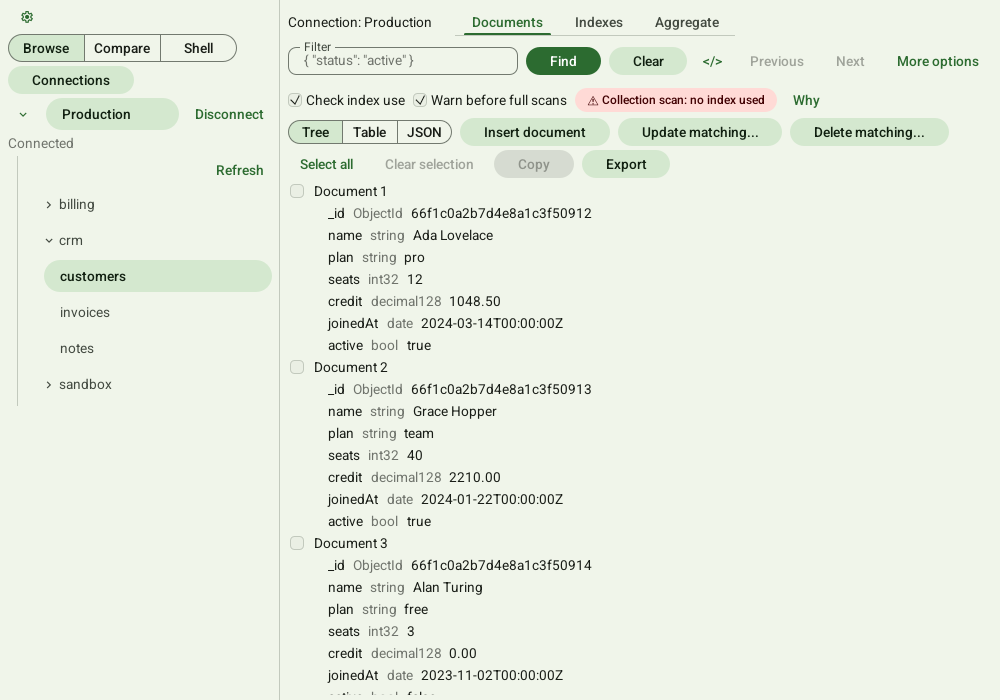 Browse Compare Shell
Connections
Production Disconnect
Connected
Refresh
billing
crm
customers
invoices
notes
sandbox
Connection: Production Documents Indexes Aggregate
Filter
{ "status": "active" } Find Clear </> Previous Next More options
Check index use Warn before full scans ⚠ Collection scan: no index used Why
Tree Table JSON Insert document Update matching... Delete matching...
Select all Clear selection Copy Export
Document 1
_id ObjectId 66f1c0a2b7d4e8a1c3f50912
name string Ada Lovelace
plan string pro
seats int32 12
credit decimal128 1048.50
joinedAt date 2024-03-14T00:00:00Z
active bool true
Document 2
_id ObjectId 66f1c0a2b7d4e8a1c3f50913
name string Grace Hopper
plan string team
seats int32 40
credit decimal128 2210.00
joinedAt date 2024-01-22T00:00:00Z
active bool true
Document 3
_id ObjectId 66f1c0a2b7d4e8a1c3f50914
name string Alan Turing
plan string free
seats int32 3
credit decimal128 0.00
joinedAt date 2023-11-02T00:00:00Z
active bool false